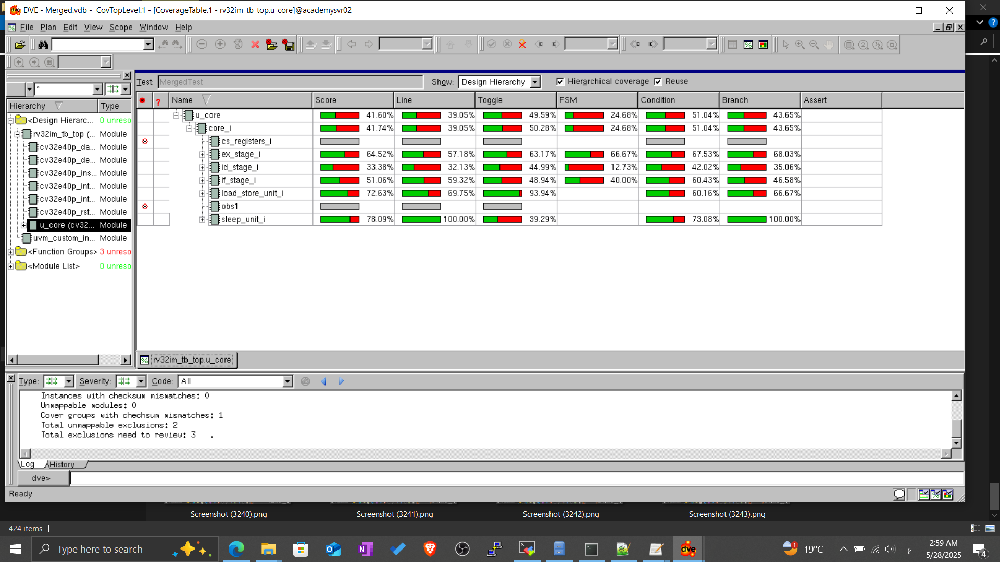 DVE - Merged.vdb - CovTopLevel.1 - [CoverageTable.1 - rv32im_tb_top.u_core]@academysvr02
File Plan Edit View Scope Window Help
Test: MergedTest Show: Design Hierarchy Hierarchical coverage Reuse
*
Hierarchy Type
<Design Hierarc... 0 unreso
rv32im_tb_top (... Module
cv32e40p_da... Module
cv32e40p_de... Module
cv32e40p_ins... Module
cv32e40p_int... Module
cv32e40p_int... Module
cv32e40p_rst... Module
u_core (cv32... Module
uvm_custom_in... Module
<Function Groups> 3 unreso
<Module List> 0 unreso
? Name Score Line Toggle FSM Condition Branch Assert
u_core 41.60% 39.05% 49.59% 24.68% 51.04% 43.65%
core_i 41.74% 39.05% 50.28% 24.68% 51.04% 43.65%
cs_registers_i
ex_stage_i 64.52% 57.18% 63.17% 66.67% 67.53% 68.03%
id_stage_i 33.38% 32.13% 44.99% 12.73% 42.02% 35.06%
if_stage_i 51.06% 59.32% 48.94% 40.00% 60.43% 46.58%
load_store_unit_i 72.63% 69.75% 93.94% 60.16% 66.67%
obs1
sleep_unit_i 78.09% 100.00% 39.29% 73.08% 100.00%
rv32im_tb_top.u_core
Type: Severity: Code: All
Instances with checksum mismatches: 0
Unmappable modules: 0
Cover groups with chechsum mismatches: 1
Total unmappable exclusions: 2
Total exclusions need to review: 3 .
Log History
dve>
Ready
Screenshot (3240).png Screenshot (3241).png Screenshot (3242).png Screenshot (3243).png
424 items
Type here to search
dve
1
19°C
ع
2:59 AM
5/28/2025
4